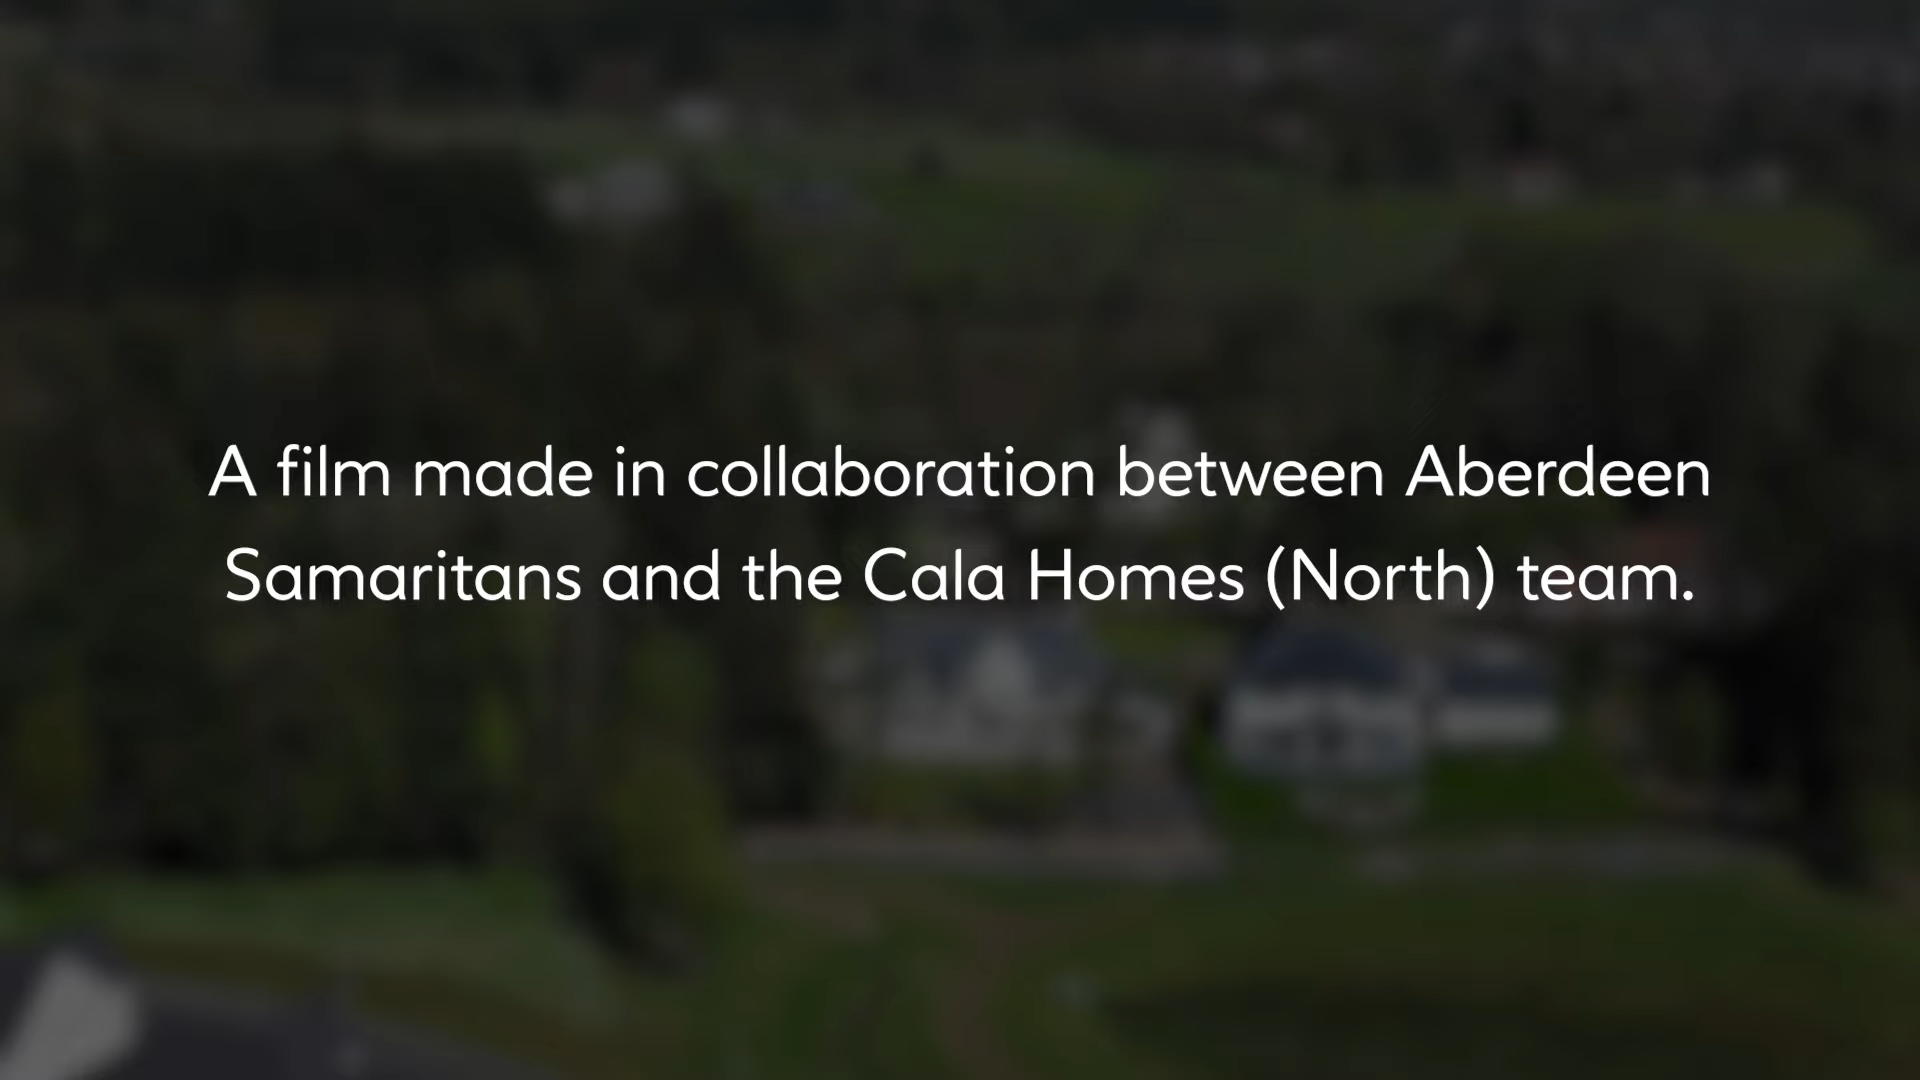 A film made in collaboration between Aberdeen
Samaritans and the Cala Homes (North) team.